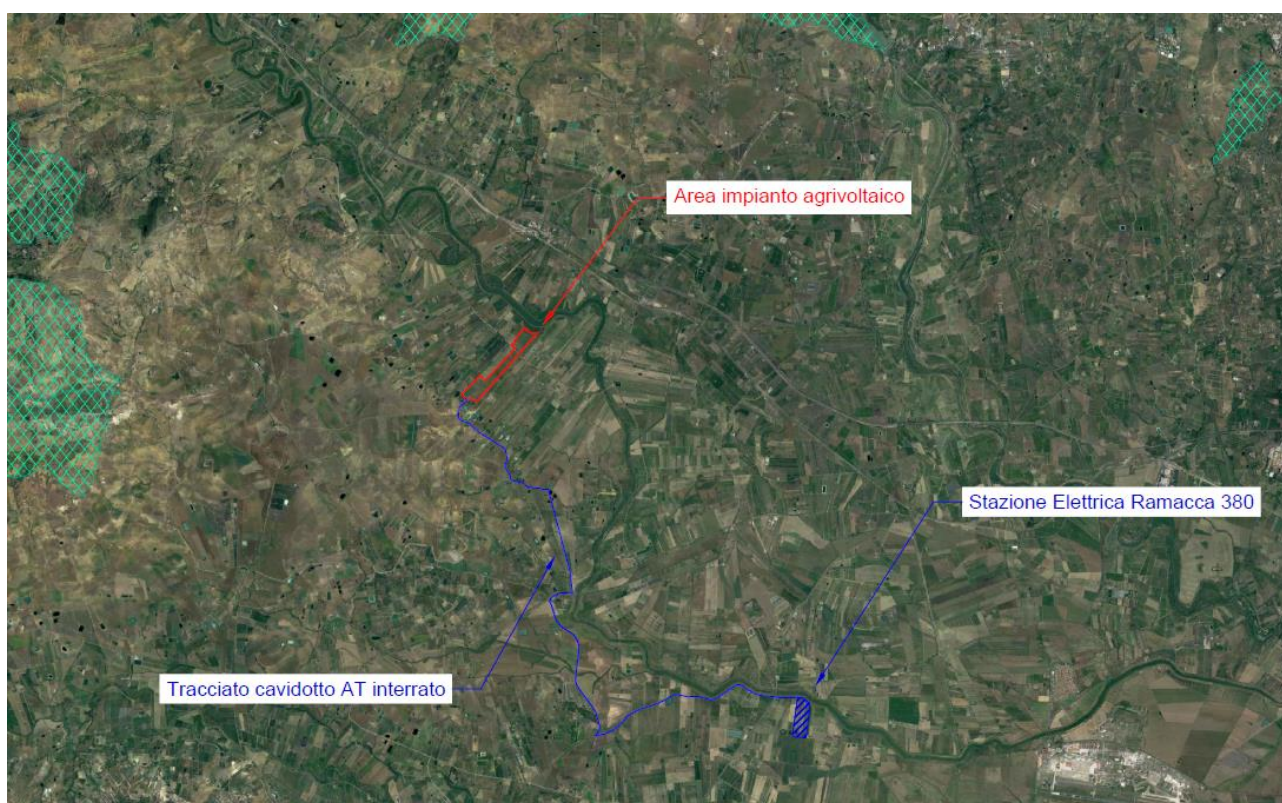 Area impianto agrivoltaico
Stazione Elettrica Ramacca 380
Tracciato cavidotto AT interrato